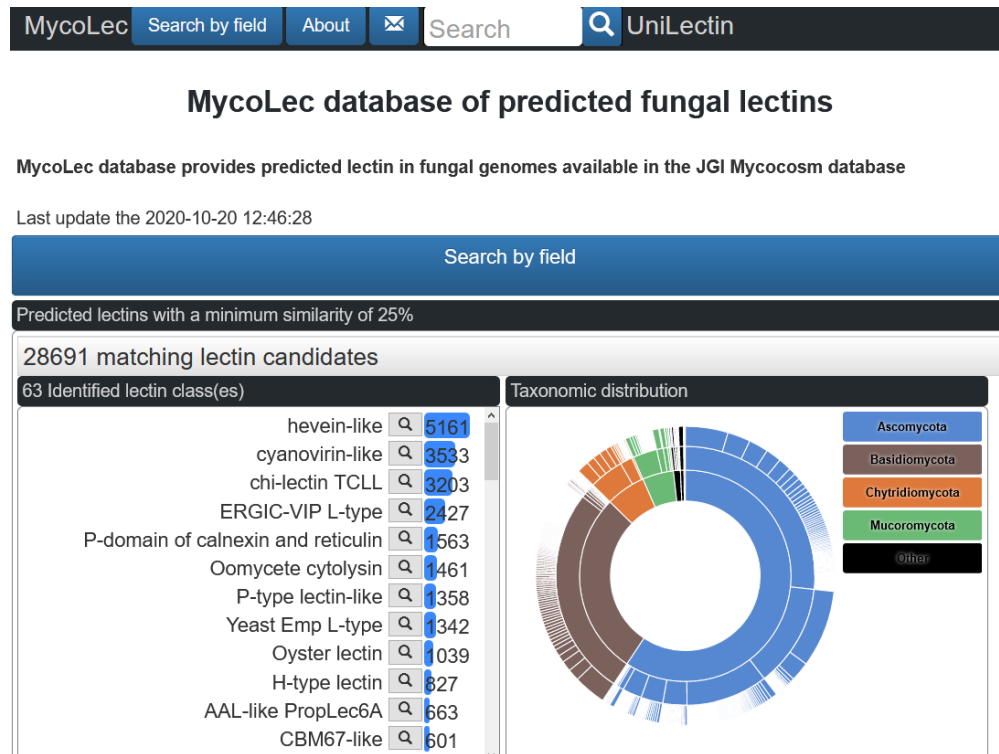 MycoLec Search by field About Search UniLectin
MycoLec database of predicted fungal lectins
MycoLec database provides predicted lectin in fungal genomes available in the JGI Mycocosm database
Last update the 2020-10-20 12:46:28
Search by field
Predicted lectins with a minimum similarity of 25%
28691 matching lectin candidates
63 Identified lectin class(es)
hevein-like 5161
cyanovirin-like 3533
chi-lectin TCLL 3203
ERGIC-VIP L-type 2427
P-domain of calnexin and reticulin 1563
Oomycete cytolysin 1461
P-type lectin-like 1358
Yeast Emp L-type 1342
Oyster lectin 1039
H-type lectin 827
AAL-like PropLec6A 663
CBM67-like 601
Taxonomic distribution
Ascomycota
Basidiomycota
Chytridiomycota
Mucoromycota
Other